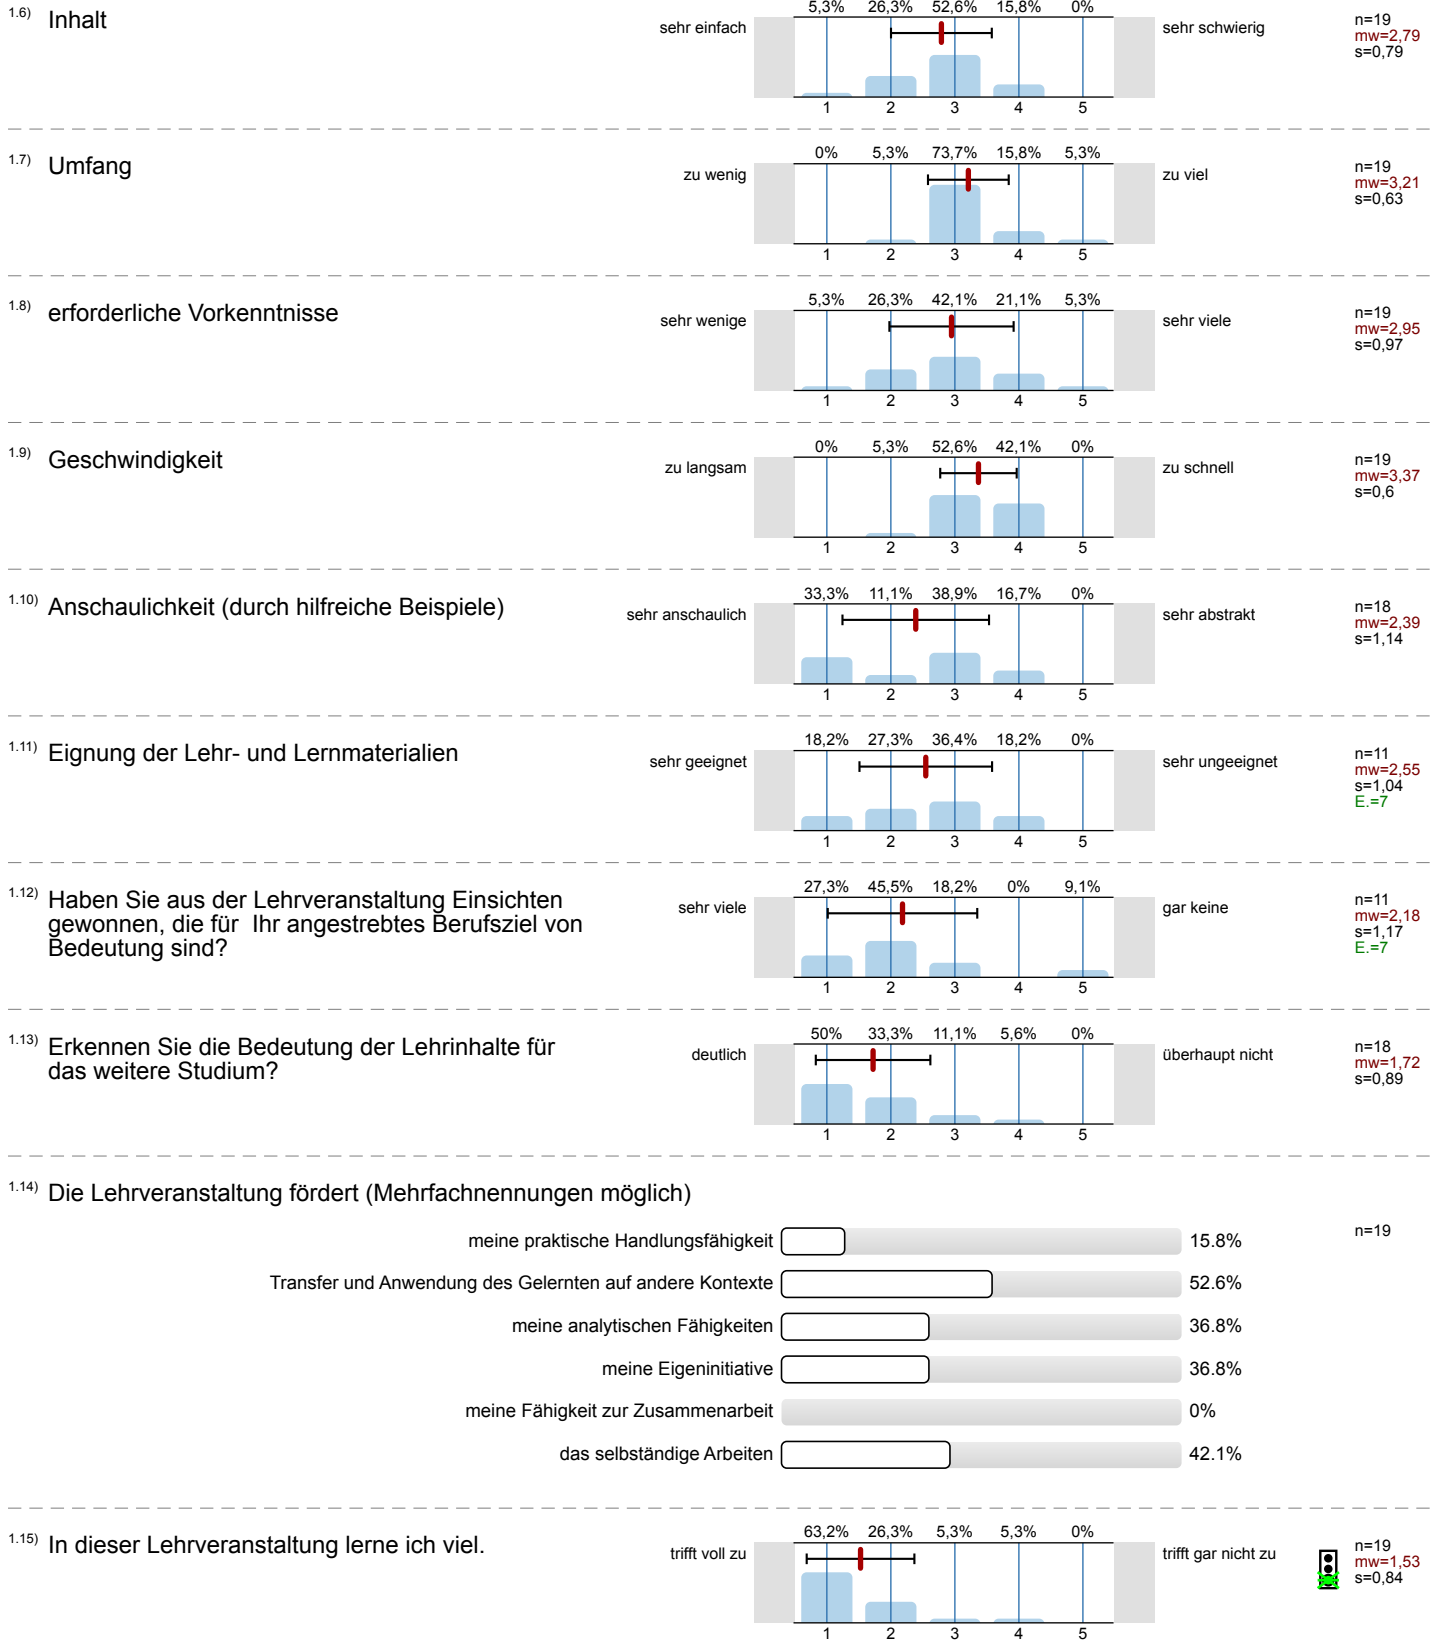 1.6) Inhalt
5,3% 26,3% 52,6% 15,8% 0%
sehr einfach sehr schwierig
n=19
mw=2,79
s=0,79
1 2 3 4 5
1.7) Umfang
0% 5,3% 73,7% 15,8% 5,3%
zu wenig zu viel
n=19
mw=3,21
s=0,63
1 2 3 4 5
1.8) erforderliche Vorkenntnisse
5,3% 26,3% 42,1% 21,1% 5,3%
sehr wenige sehr viele
n=19
mw=2,95
s=0,97
1 2 3 4 5
1.9) Geschwindigkeit
0% 5,3% 52,6% 42,1% 0%
zu langsam zu schnell
n=19
mw=3,37
s=0,6
1 2 3 4 5
1.10) Anschaulichkeit (durch hilfreiche Beispiele)
33,3% 11,1% 38,9% 16,7% 0%
sehr anschaulich sehr abstrakt
n=18
mw=2,39
s=1,14
1 2 3 4 5
1.11) Eignung der Lehr- und Lernmaterialien
18,2% 27,3% 36,4% 18,2% 0%
sehr geeignet sehr ungeeignet
n=11
mw=2,55
s=1,04
E.=7
1 2 3 4 5
1.12) Haben Sie aus der Lehrveranstaltung Einsichten
gewonnen, die für Ihr angestrebtes Berufsziel von
Bedeutung sind?
27,3% 45,5% 18,2% 0% 9,1%
sehr viele gar keine
n=11
mw=2,18
s=1,17
E.=7
1 2 3 4 5
1.13) Erkennen Sie die Bedeutung der Lehrinhalte für
das weitere Studium?
50% 33,3% 11,1% 5,6% 0%
deutlich überhaupt nicht
n=18
mw=1,72
s=0,89
1 2 3 4 5
1.14) Die Lehrveranstaltung fördert (Mehrfachnennungen möglich)
meine praktische Handlungsfähigkeit 15.8% n=19
Transfer und Anwendung des Gelernten auf andere Kontexte 52.6%
meine analytischen Fähigkeiten 36.8%
meine Eigeninitiative 36.8%
meine Fähigkeit zur Zusammenarbeit 0%
das selbständige Arbeiten 42.1%
1.15) In dieser Lehrveranstaltung lerne ich viel.
63,2% 26,3% 5,3% 5,3% 0%
trifft voll zu trifft gar nicht zu
n=19
mw=1,53
s=0,84
1 2 3 4 5